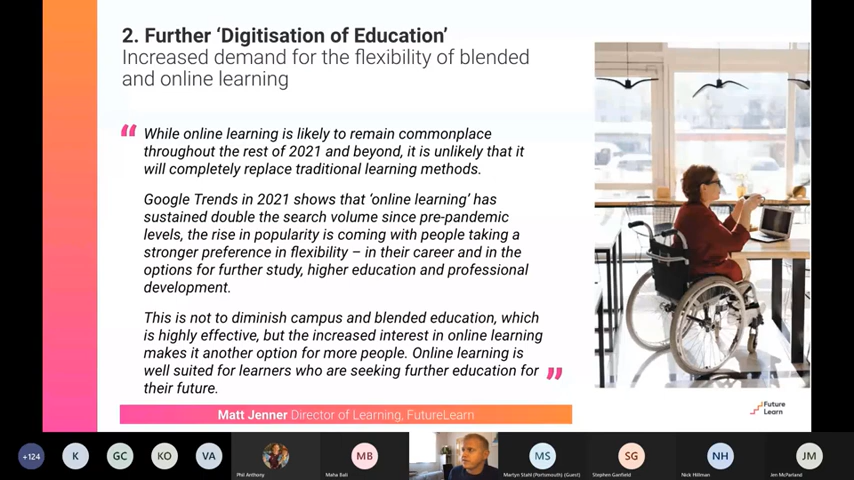 2. Further ‘Digitisation of Education’
Increased demand for the flexibility of blended
and online learning
“ While online learning is likely to remain commonplace
throughout the rest of 2021 and beyond, it is unlikely that it
will completely replace traditional learning methods.
Google Trends in 2021 shows that ‘online learning’ has
sustained double the search volume since pre-pandemic
levels, the rise in popularity is coming with people taking a
stronger preference in flexibility – in their career and in the
options for further study, higher education and professional
development.
This is not to diminish campus and blended education, which
is highly effective, but the increased interest in online learning
makes it another option for more people. Online learning is
well suited for learners who are seeking further education for ”
their future.
Matt Jenner Director of Learning, FutureLearn
Future
Learn
+124
K
GC
KO
VA
Phil Anthony
MB
Maha Bali
MS
Martyn Stahl (Portsmouth) (Guest)
SG
Stephen Ganfield
NH
Nick Hillman
JM
Jen McParland